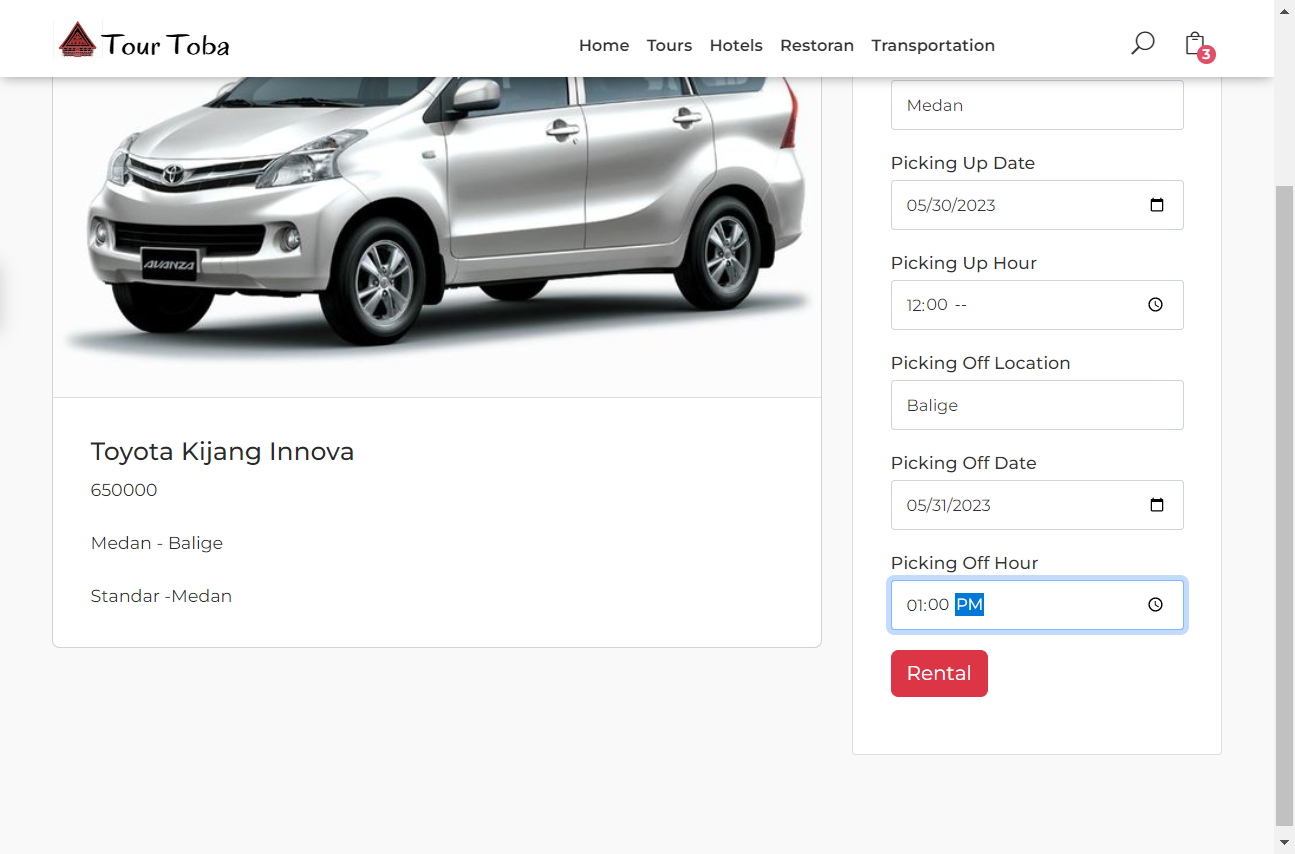 Tour Toba
Home Tours Hotels Restoran Transportation
3
AVANZA
Toyota Kijang Innova
650000
Medan - Balige
Standar -Medan
Medan
Picking Up Date
05/30/2023
Picking Up Hour
12:00 --
Picking Off Location
Balige
Picking Off Date
05/31/2023
Picking Off Hour
01:00 PM
Rental